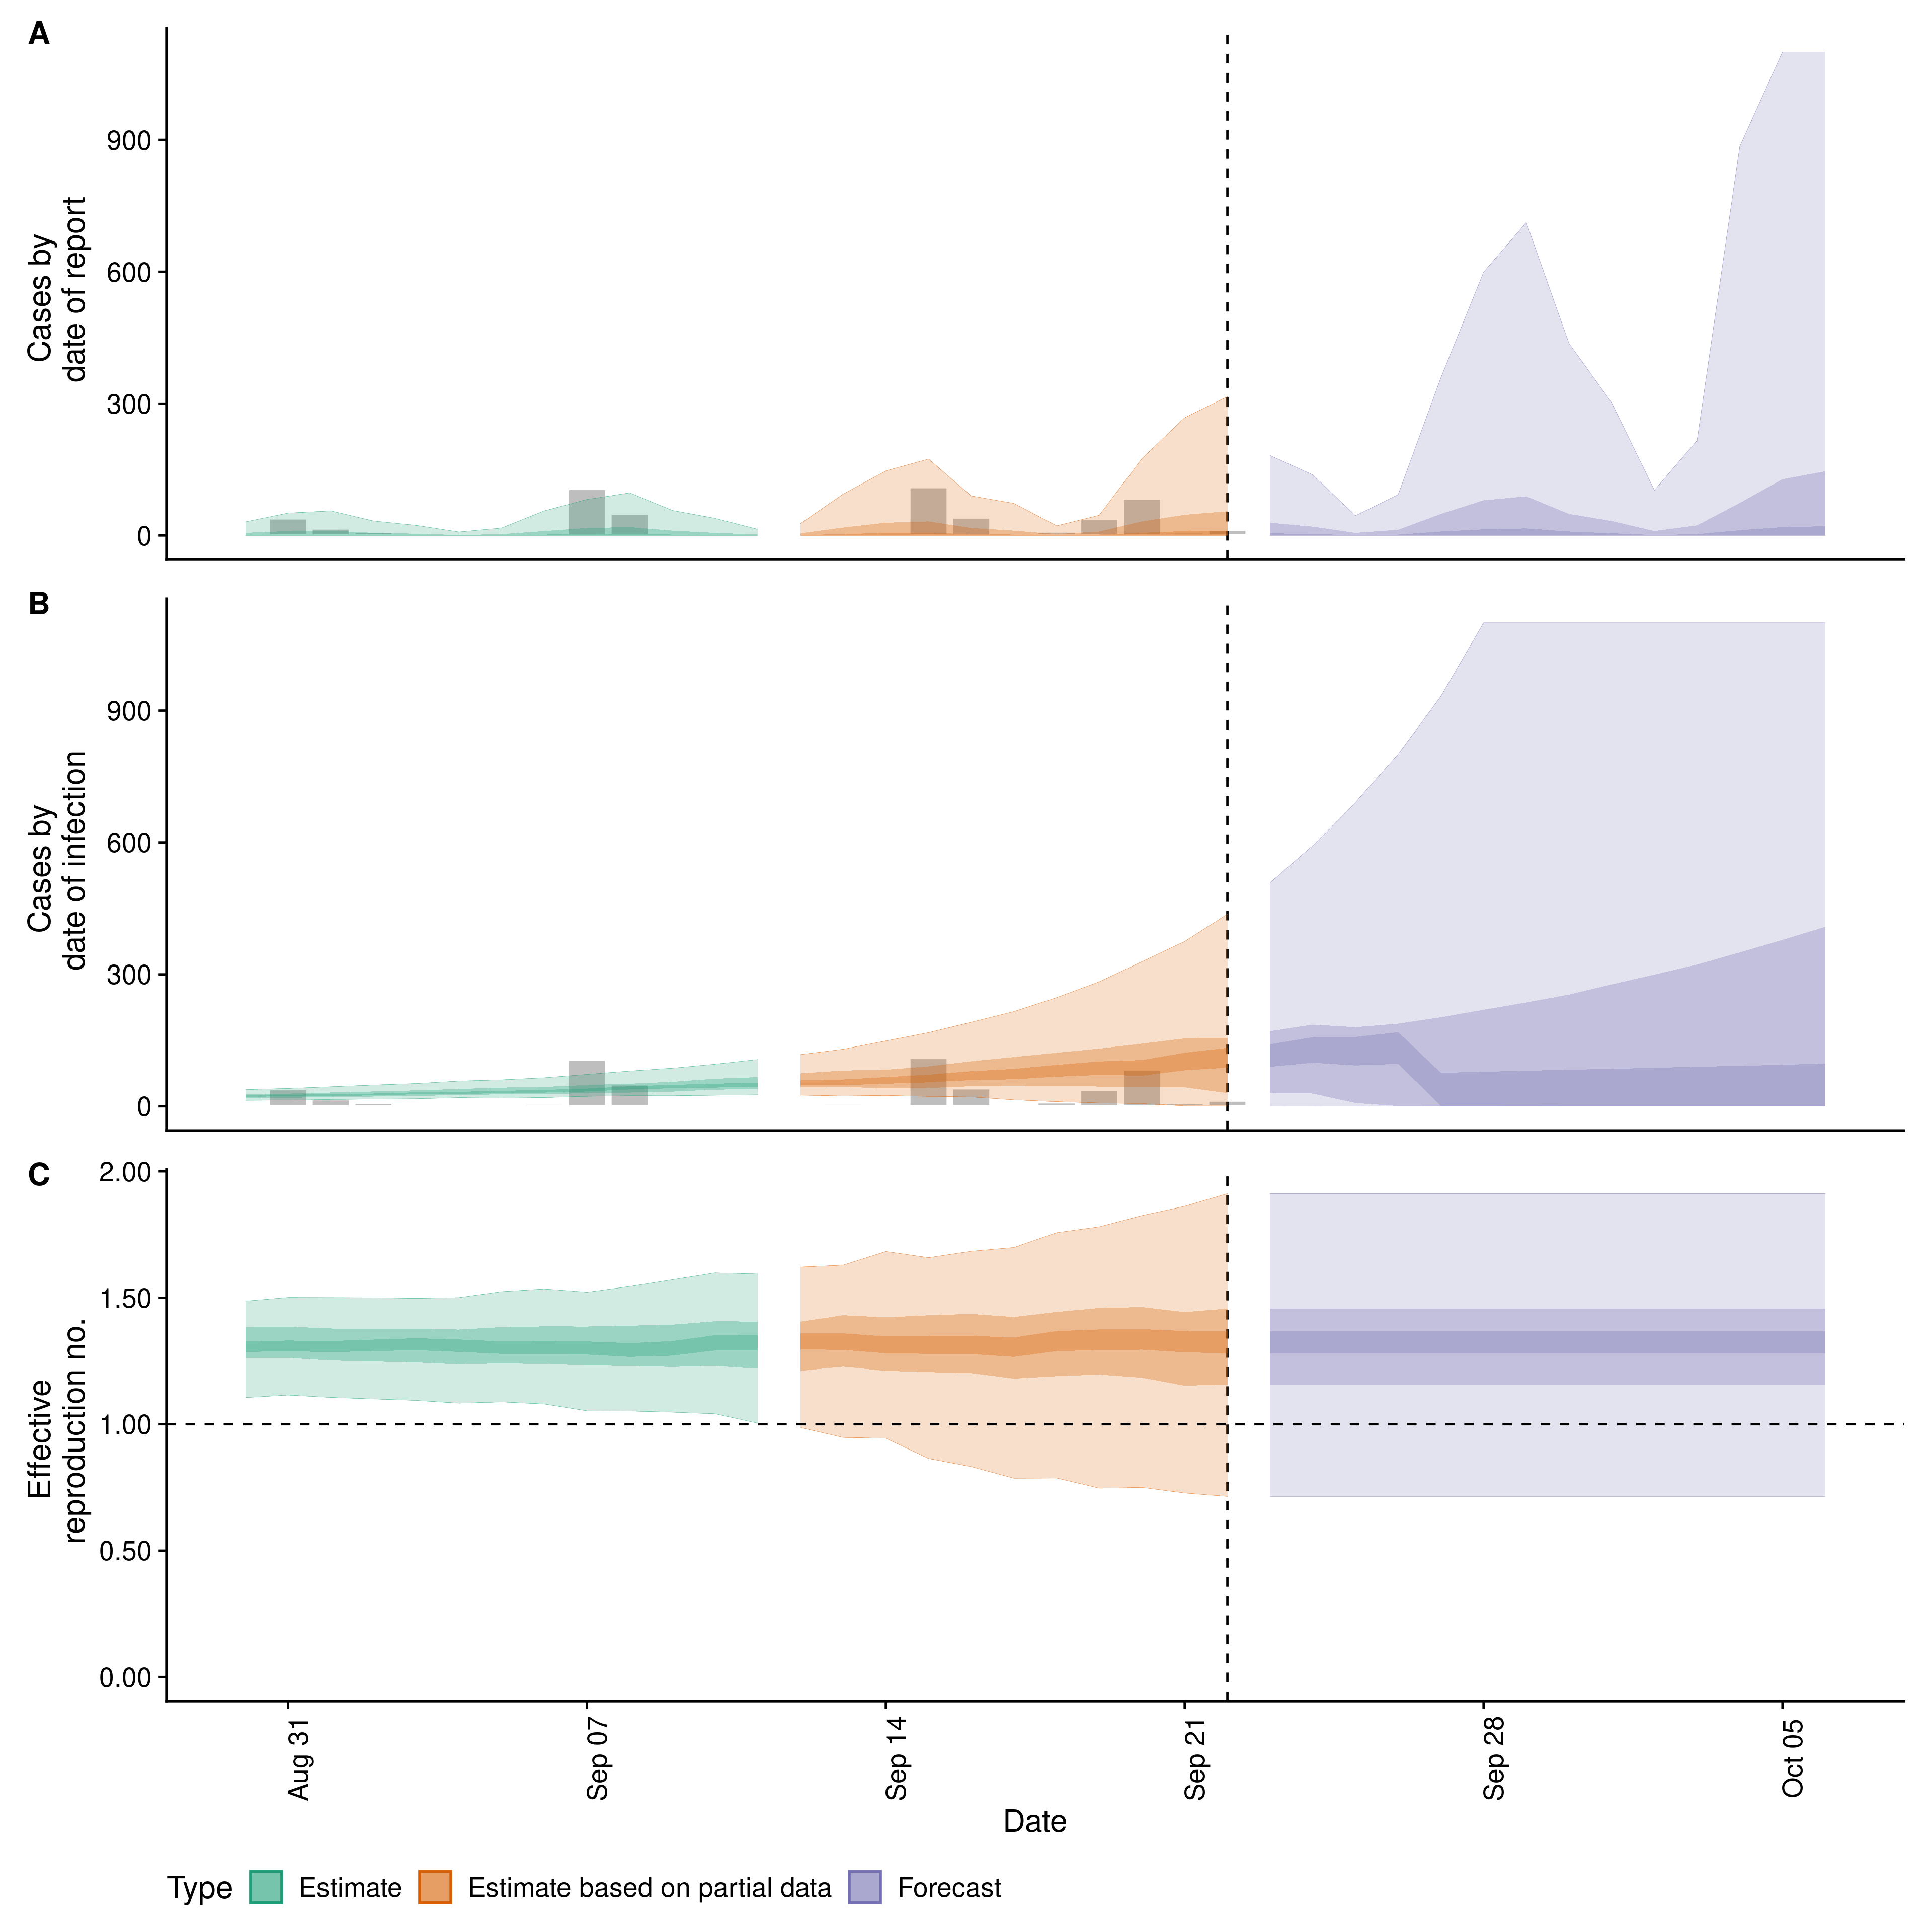 A
900
600
300
0
Cases by
date of report
B
900
600
300
0
Cases by
date of infection
C
2.00
1.50
1.00
0.50
0.00
Effective
reproduction no.
Aug 31
Sep 07
Sep 14
Sep 21
Sep 28
Oct 05
Date
Type Estimate Estimate based on partial data Forecast